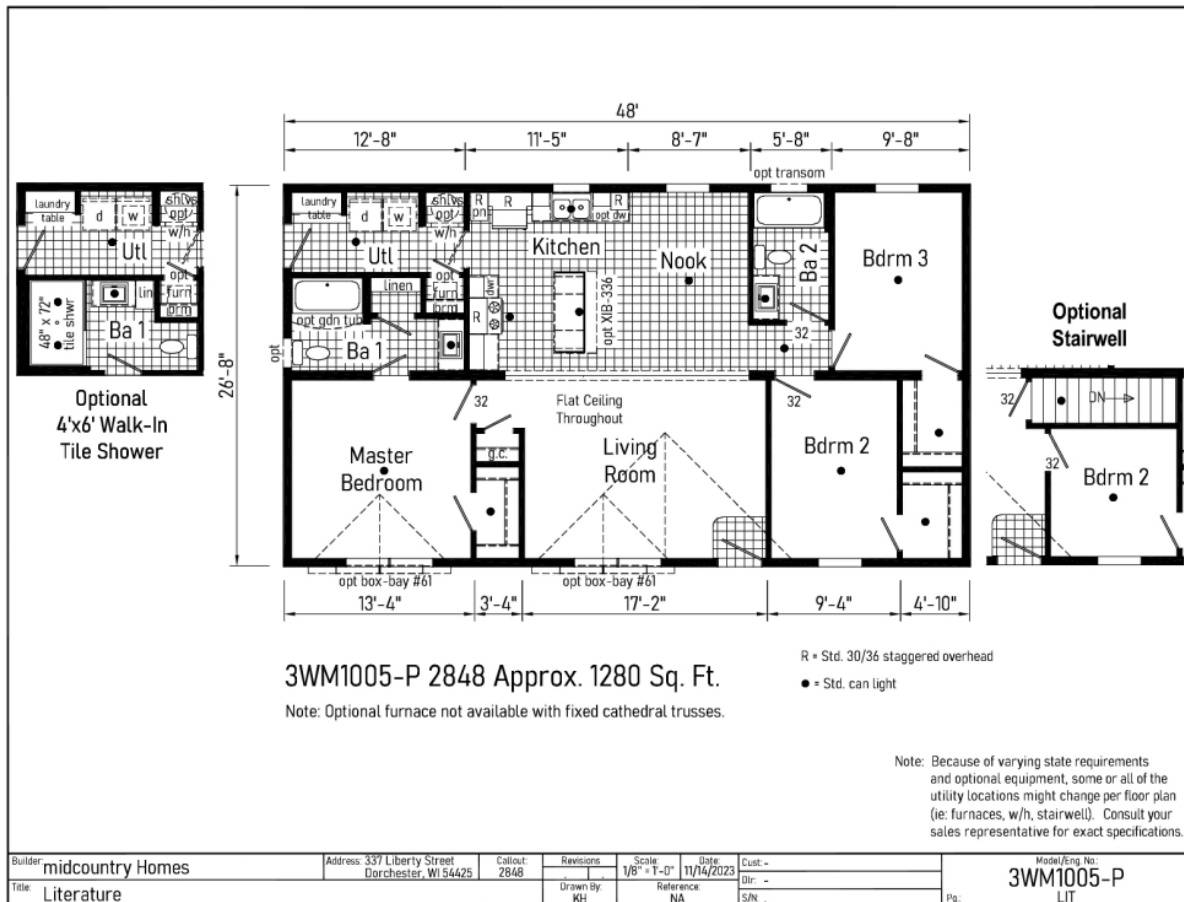 48'
12'-8"
11'-5"
8'-7"
5'-8"
9'-8"
opt transom
laundry
table
d
w
shlvs
opt
w/h
Utl
opt
furn
brm
lin
48" x 72"
tile shwr
Ba 1
Optional
4'x6' Walk-In
Tile Shower
26'-8"
laundry
table
d
w
shlvs
opt
w/h
Utl
opt
furn
brm
linen
opt gdn tub
opt
Ba 1
R
pn
R
R
opt dw
Kitchen
dwr
R
opt XIB-336
Nook
Ba 2
32
Bdrm 3
32
Flat Ceiling
Throughout
g.c.
Master
Bedroom
Living
Room
32
Bdrm 2
opt box-bay #61
opt box-bay #61
13'-4"
3'-4"
17'-2"
9'-4"
4'-10"
Optional
Stairwell
32
DN
32
Bdrm 2
3WM1005-P 2848 Approx. 1280 Sq. Ft.
Note: Optional furnace not available with fixed cathedral trusses.
R = Std. 30/36 staggered overhead
● = Std. can light
Note: Because of varying state requirements
and optional equipment, some or all of the
utility locations might change per floor plan
(ie: furnaces, w/h, stairwell). Consult your
sales representative for exact specifications.
Builder: midcountry Homes
Address: 337 Liberty Street
Dorchester, WI 54425
Callout:
2848
Revisions
Scale:
1/8" = 1'-0"
Date:
11/14/2023
Cust: -
Dlr: -
S/N: .
Model/Eng. No.:
3WM1005-P
Title: Literature
Drawn By:
KH
Reference:
NA
Pg.:
LIT